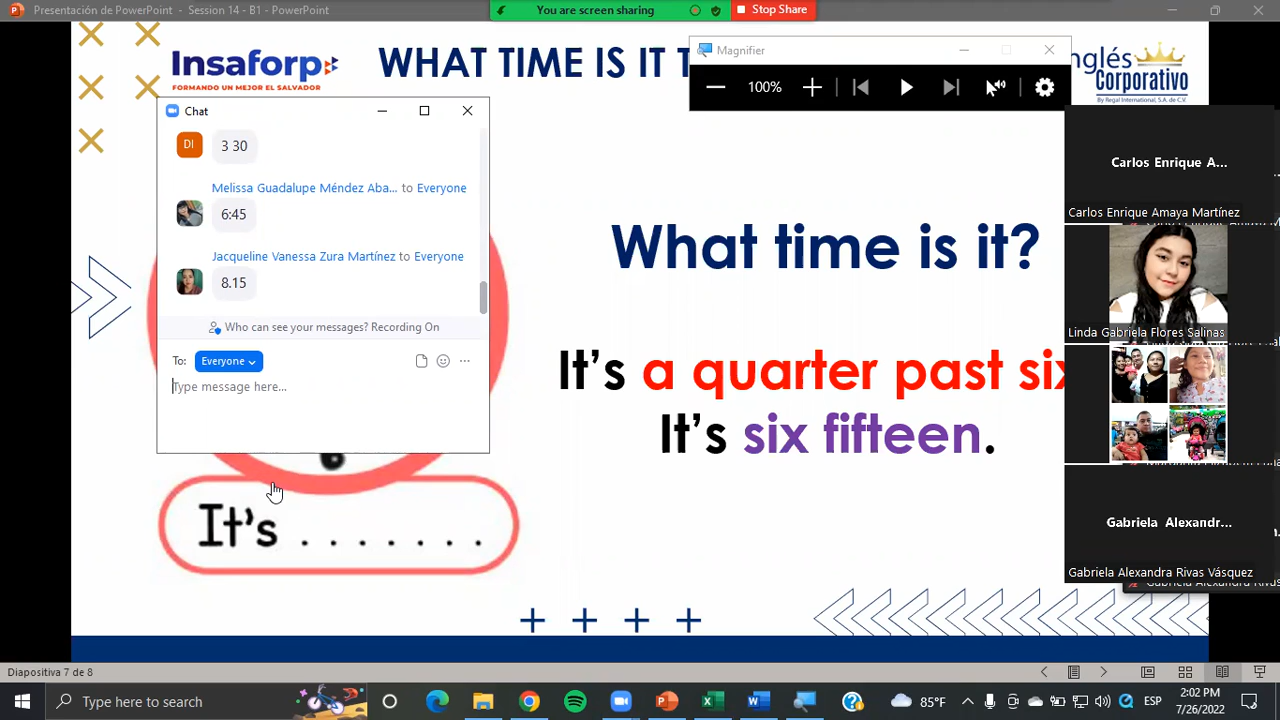 Presentación de PowerPoint - Session 14 - B1 - PowerPoint
You are screen sharing
Stop Share
Insaforp
FORMANDO UN MEJOR EL SALVADOR
WHAT TIME IS IT T
Magnifier
100%
nglés
Corporativo
By Regal International, S.A. de C.V.
Chat
DI
3 30
Melissa Guadalupe Méndez Aba... to Everyone
6:45
Jacqueline Vanessa Zura Martínez to Everyone
8.15
Who can see your messages? Recording On
To: Everyone
Type message here...
What time is it?
It's a quarter past six
It's six fifteen.
It's . . . . . . .
Carlos Enrique A...
Carlos Enrique Amaya Martínez
Linda Gabriela Flores Salinas
Gabriela Alexandr...
Gabriela Alexandra Rivas Vásquez
Diapositiva 7 de 8
Type here to search
85°F
ESP
2:02 PM
7/26/2022